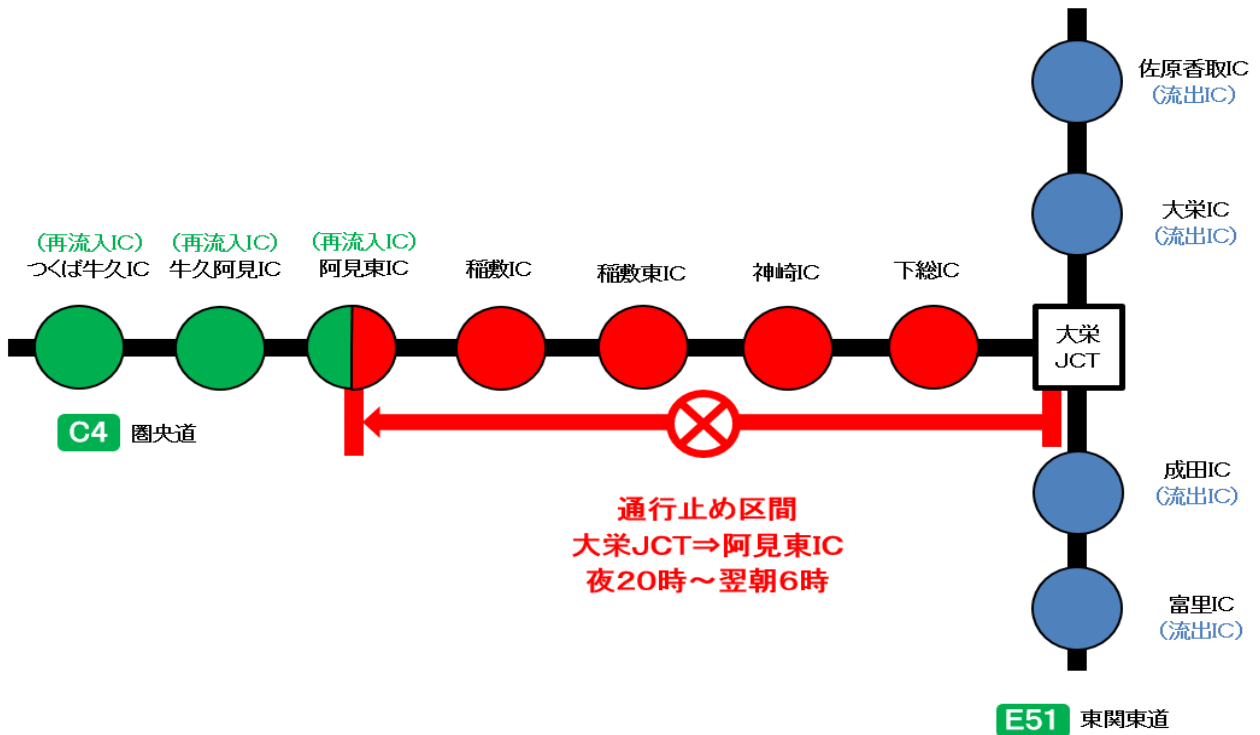 佐原香取IC
(流出IC)
大栄IC
(流出IC)
(再流入IC)
つくば牛久IC
(再流入IC)
牛久阿見IC
(再流入IC)
阿見東IC
稲敷IC
稲敷東IC
神崎IC
下総IC
大栄
JCT
C4 圏央道
通行止め区間
大栄JCT⇒阿見東IC
夜20時～翌朝6時
成田IC
(流出IC)
富里IC
(流出IC)
E51 東関東道